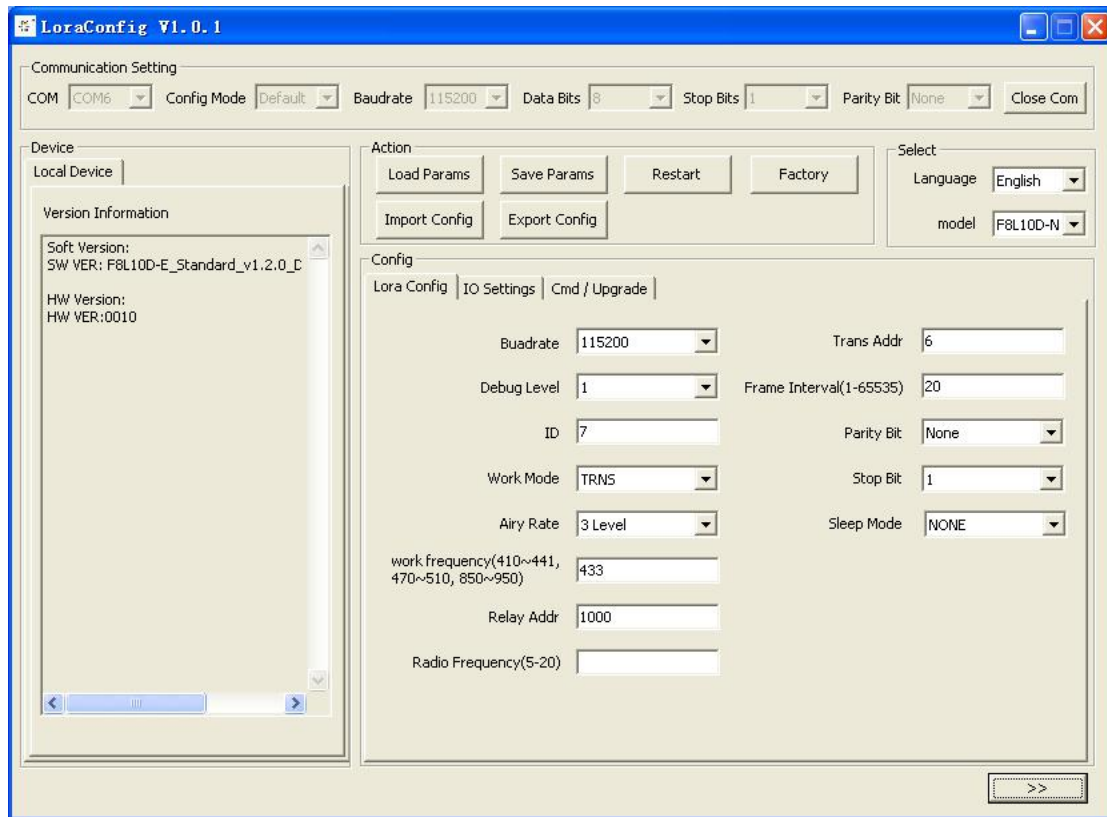 LoraConfig V1.0.1
Communication Setting
COM COM6 Config Mode Default Baudrate 115200 Data Bits 8 Stop Bits 1 Parity Bit None Close Com
Device
Local Device
Version Information
Soft Version:
SW VER: F8L10D-E_Standard_v1.2.0_D
HW Version:
HW VER:0010
Action
Load Params Save Params Restart Factory
Import Config Export Config
Select
Language English
model F8L10D-N
Config
Lora Config IO Settings Cmd / Upgrade
Buadrate 115200
Debug Level 1
ID 7
Work Mode TRNS
Airy Rate 3 Level
work frequency(410~441,
470~510, 850~950) 433
Relay Addr 1000
Radio Frequency(5-20)
Trans Addr 6
Frame Interval(1-65535) 20
Parity Bit None
Stop Bit 1
Sleep Mode NONE
>>